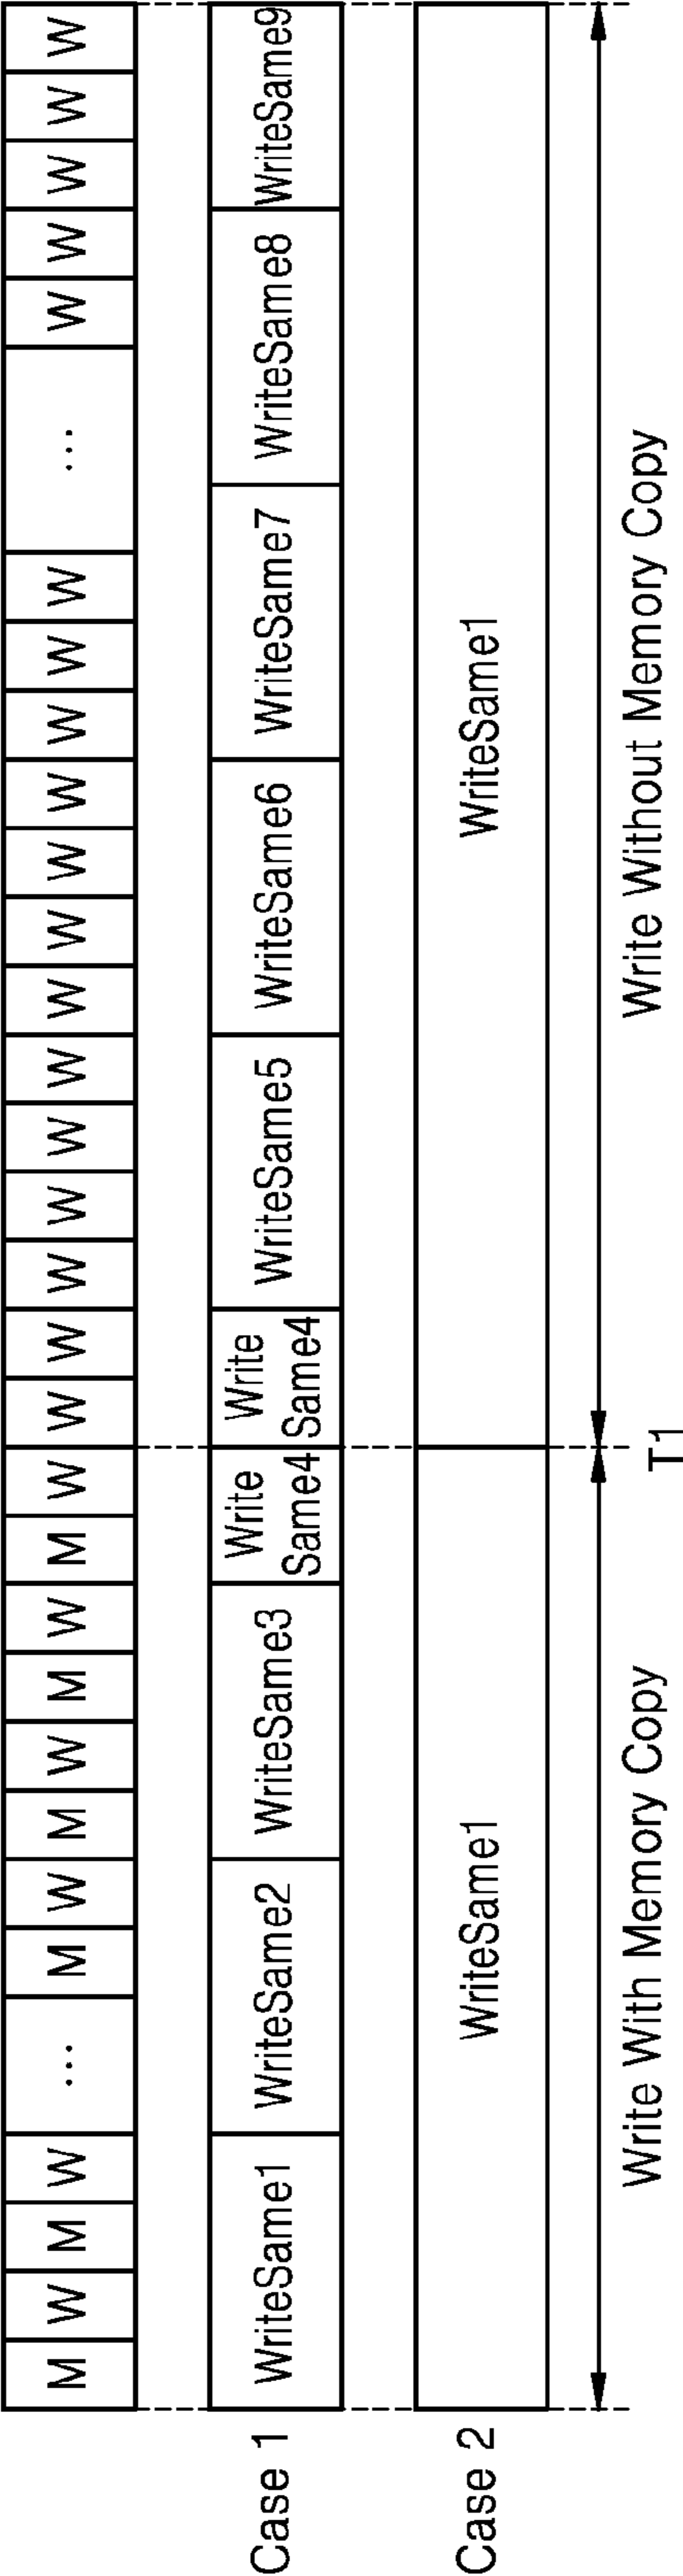 M W M W ... M W M W M W M W W W W W W W W W W W W W W ... W W W W W
Case 1 WriteSame1 WriteSame2 WriteSame3 Write Write WriteSame5 WriteSame6 WriteSame7 WriteSame8 WriteSame9
Same4 Same4
Case 2 WriteSame1 WriteSame1
Write With Memory Copy Write Without Memory Copy
T1